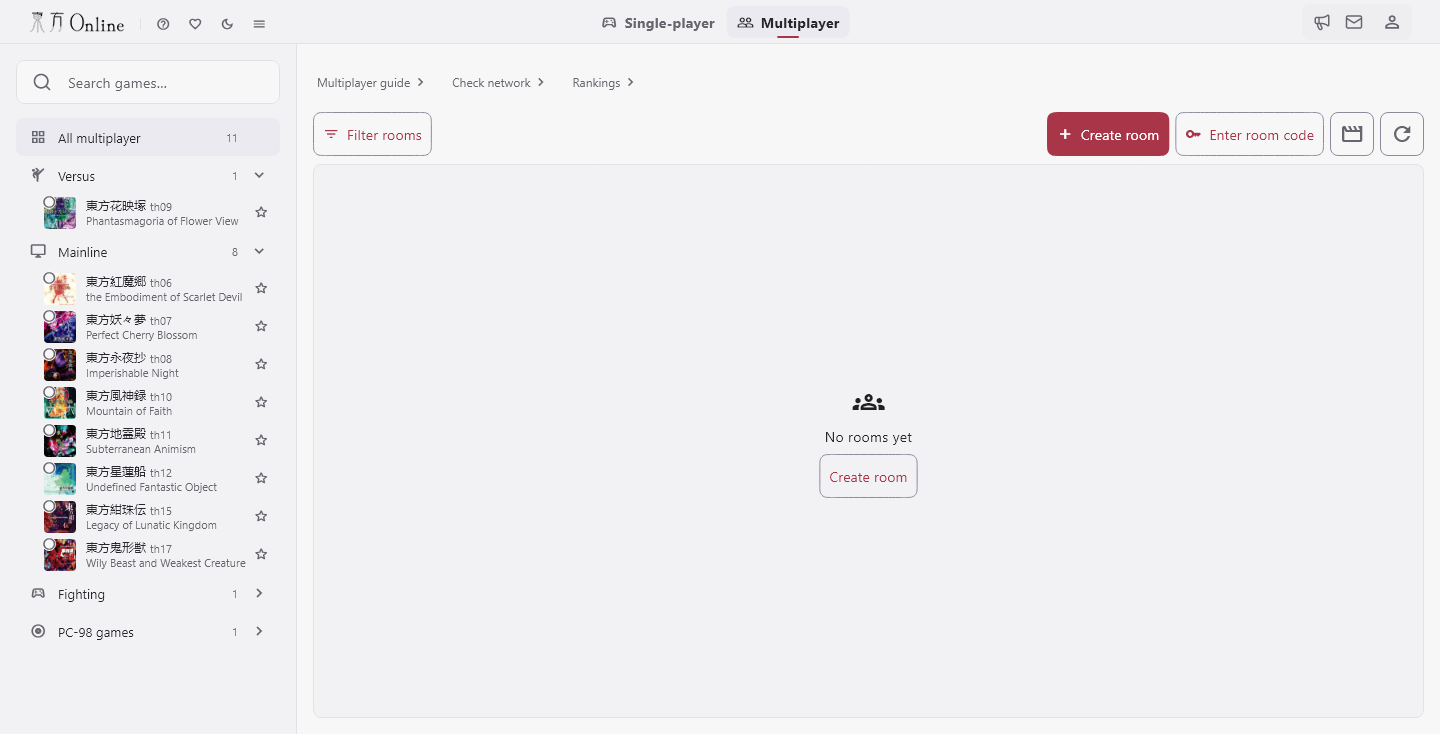 東方 Online
Single-player
Multiplayer
Search games...
All multiplayer 11
Versus 1
東方花映塚 th09
Phantasmagoria of Flower View
Mainline 8
東方紅魔郷 th06
the Embodiment of Scarlet Devil
東方妖々夢 th07
Perfect Cherry Blossom
東方永夜抄 th08
Imperishable Night
東方風神録 th10
Mountain of Faith
東方地霊殿 th11
Subterranean Animism
東方星蓮船 th12
Undefined Fantastic Object
東方紺珠伝 th15
Legacy of Lunatic Kingdom
東方鬼形獣 th17
Wily Beast and Weakest Creature
Fighting 1
PC-98 games 1
Multiplayer guide
Check network
Rankings
Filter rooms
Create room
Enter room code
No rooms yet
Create room